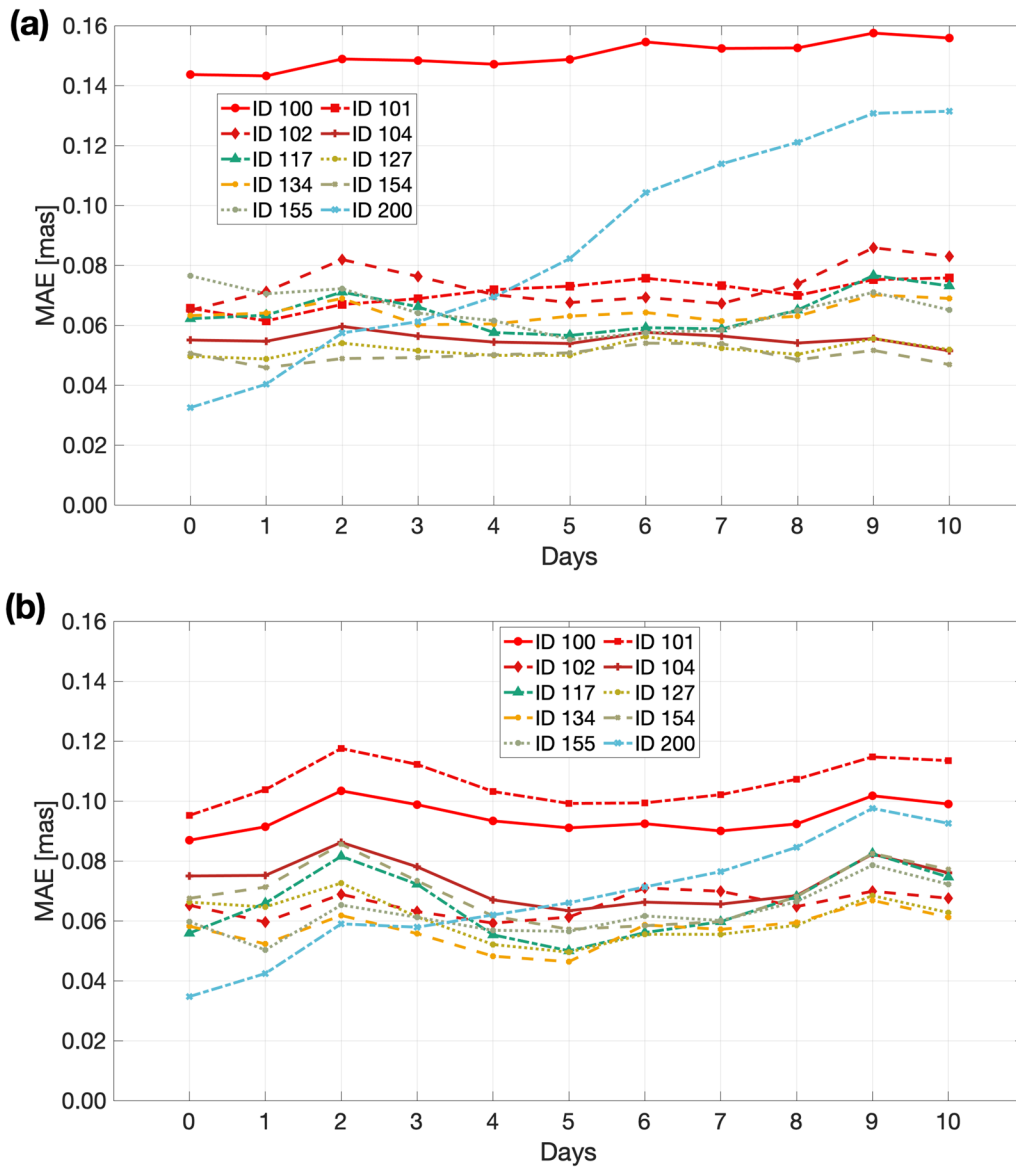 (a)
0.16
0.14
0.12
0.10
0.08
0.06
0.04
0.02
0.00
MAE [mas]
ID 100 ID 101
ID 102 ID 104
ID 117 ID 127
ID 134 ID 154
ID 155 ID 200
0 1 2 3 4 5 6 7 8 9 10
Days
(b)
0.16
0.14
0.12
0.10
0.08
0.06
0.04
0.02
0.00
MAE [mas]
ID 100 ID 101
ID 102 ID 104
ID 117 ID 127
ID 134 ID 154
ID 155 ID 200
0 1 2 3 4 5 6 7 8 9 10
Days